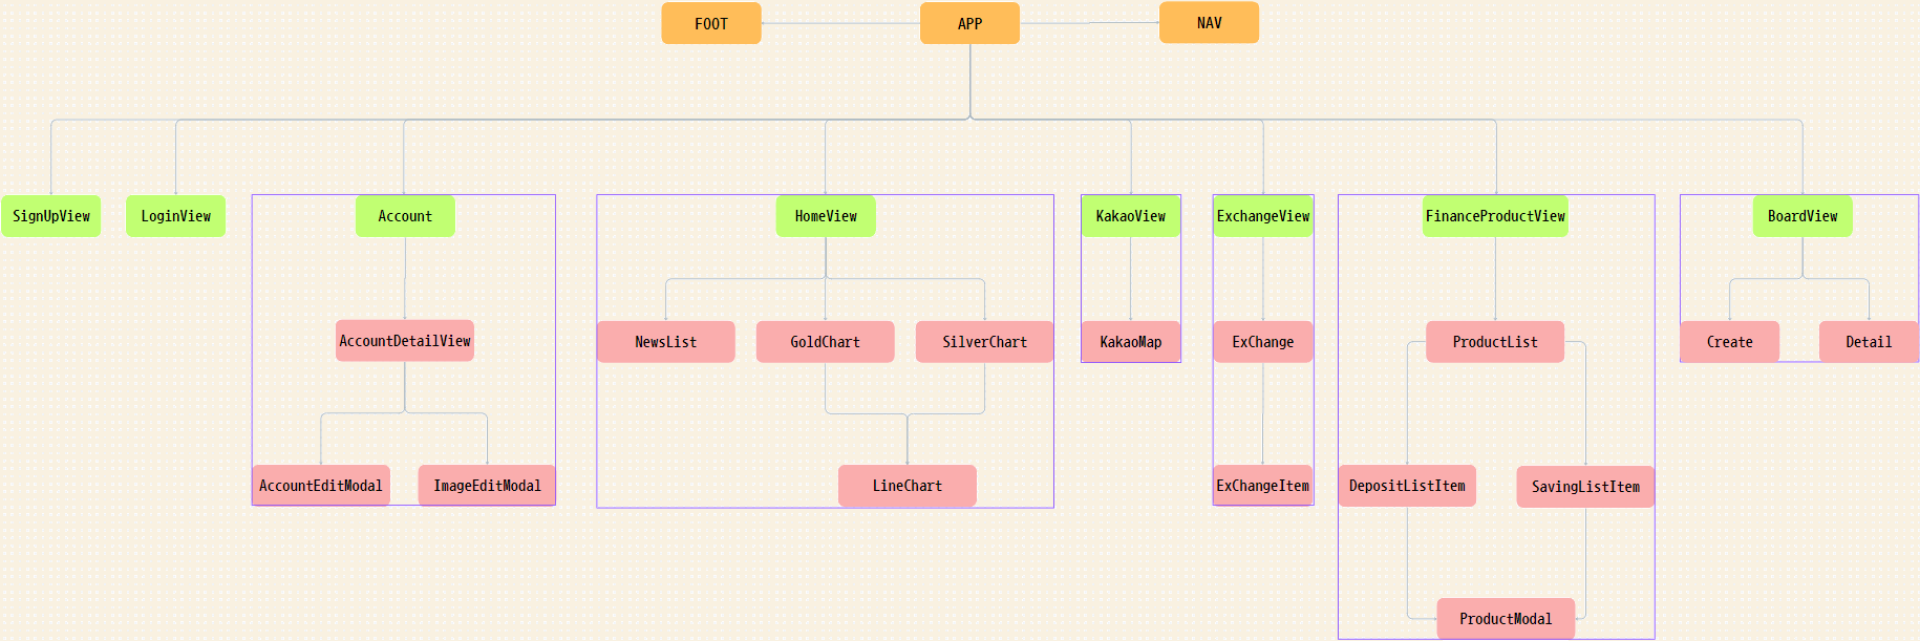 FOOT
APP
NAV
SignUpView
LoginView
Account
HomeView
KakaoView
ExchangeView
FinanceProductView
BoardView
AccountDetailView
NewsList
GoldChart
SilverChart
KakaoMap
ExChange
ProductList
Create
Detail
AccountEditModal
ImageEditModal
LineChart
ExChangeItem
DepositListItem
SavingListItem
ProductModal